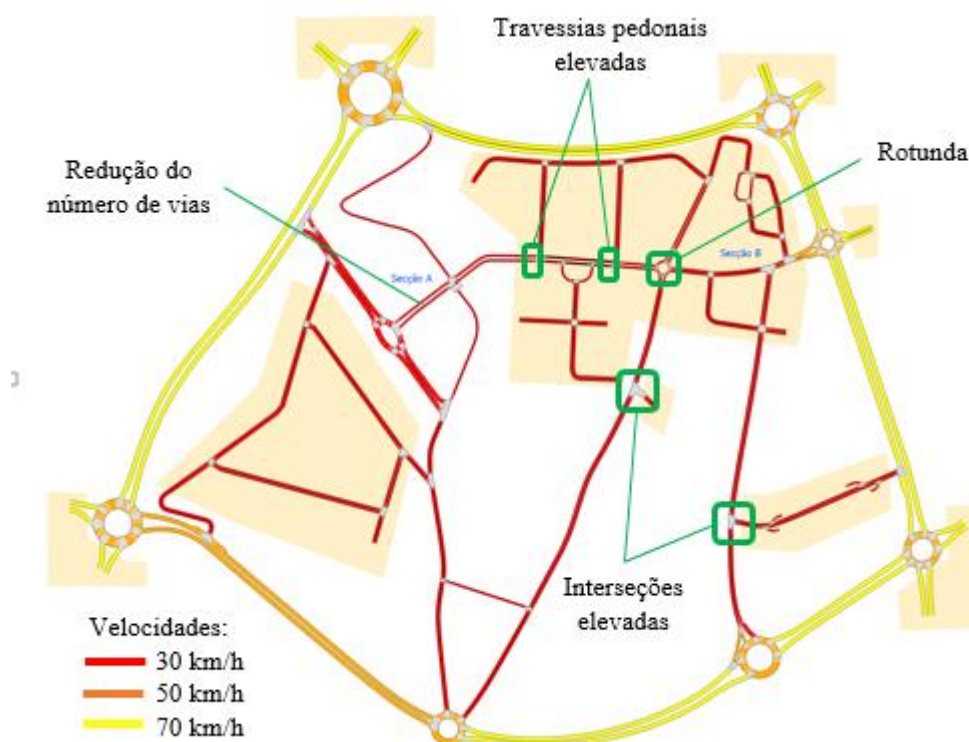 Travessias pedonais
elevadas
Redução do
número de vias
Rotunda
Secção A
Secção B
Interseções
elevadas
Velocidades:
30 km/h
50 km/h
70 km/h